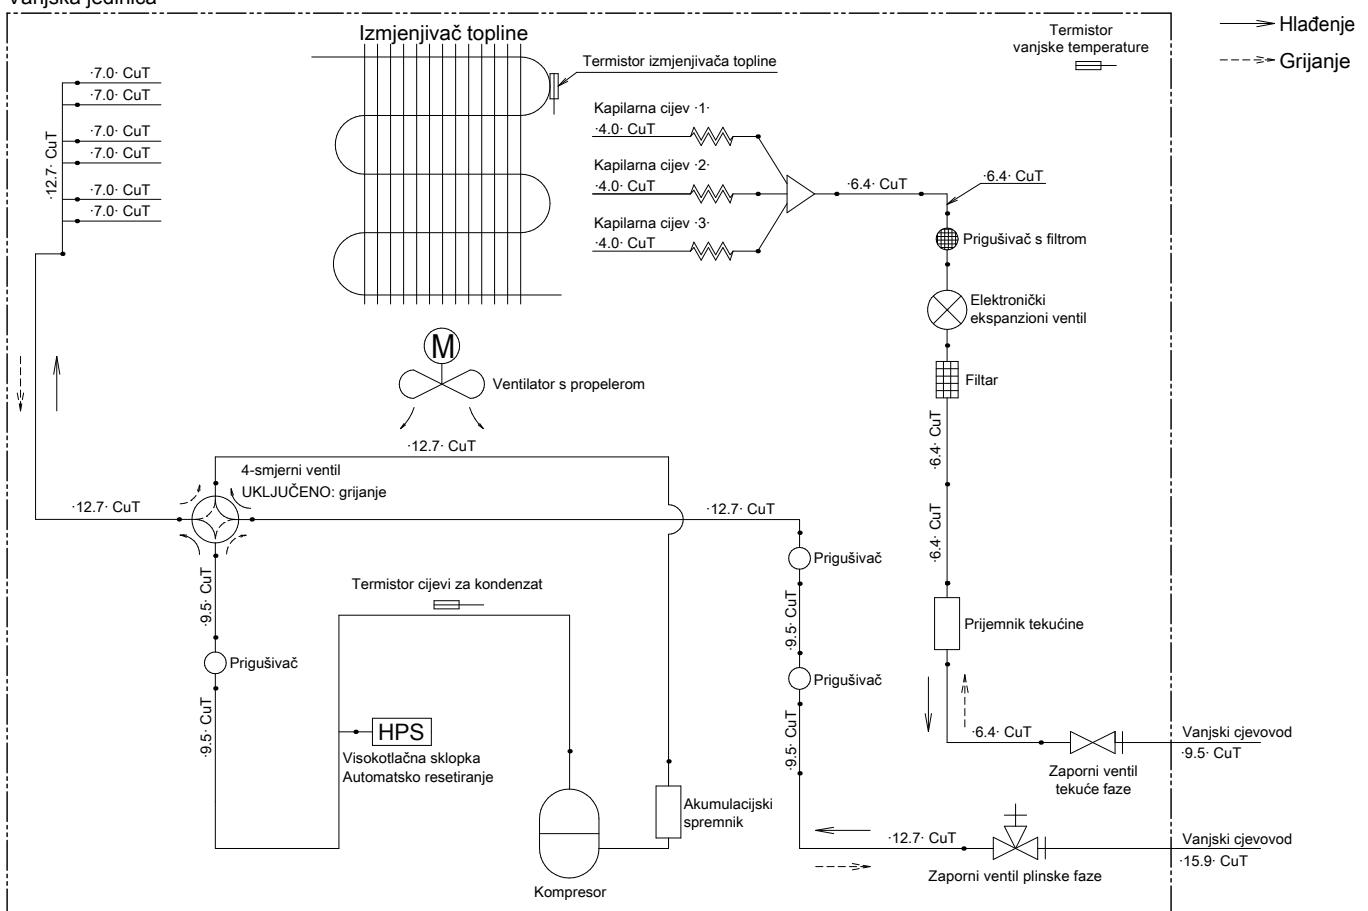 Vanjska jedinica
Hlađenje
Grijanje
Izmjenjivač topline
Termistor
vanjske temperature
Termistor izmjenjivača topline
·7.0· CuT
·7.0· CuT
·7.0· CuT
·7.0· CuT
·7.0· CuT
·7.0· CuT
·12.7· CuT
Kapilarna cijev ·1·
·4.0· CuT
Kapilarna cijev ·2·
·4.0· CuT
Kapilarna cijev ·3·
·4.0· CuT
·6.4· CuT
·6.4· CuT
Prigušivač s filtrom
Elektronički
ekspanzioni ventil
Filtar
M
Ventilator s propelerom
·12.7· CuT
4-smjerni ventil
UKLJUČENO: grijanje
·12.7· CuT
·12.7· CuT
·6.4· CuT
·6.4· CuT
Prigušivač
·9.5· CuT
Termistor cijevi za kondenzat
·9.5· CuT
Prijemnik tekućine
Prigušivač
Prigušivač
·9.5· CuT
HPS
Visokotlačna sklopka
Automatsko resetiranje
·9.5· CuT
·6.4· CuT
Vanjski cjevovod
·9.5· CuT
Zaporni ventil
tekuće faze
Akumulacijski
spremnik
·12.7· CuT
Vanjski cjevovod
·15.9· CuT
Zaporni ventil plinske faze
Kompresor